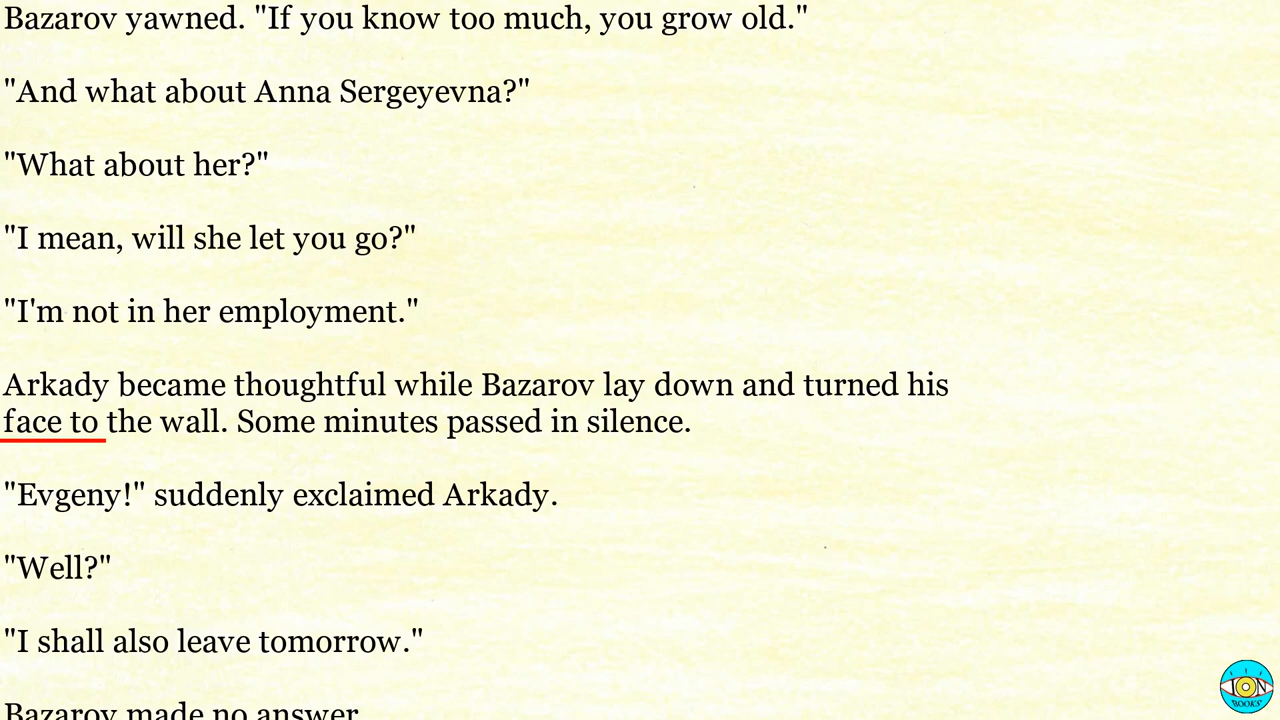 Bazarov yawned. "If you know too much, you grow old."
"And what about Anna Sergeyevna?"
"What about her?"
"I mean, will she let you go?"
"I'm not in her employment."
Arkady became thoughtful while Bazarov lay down and turned his
face to the wall. Some minutes passed in silence.
"Evgeny!" suddenly exclaimed Arkady.
"Well?"
"I shall also leave tomorrow."
Bazarov made no answer
ION
BOOKS